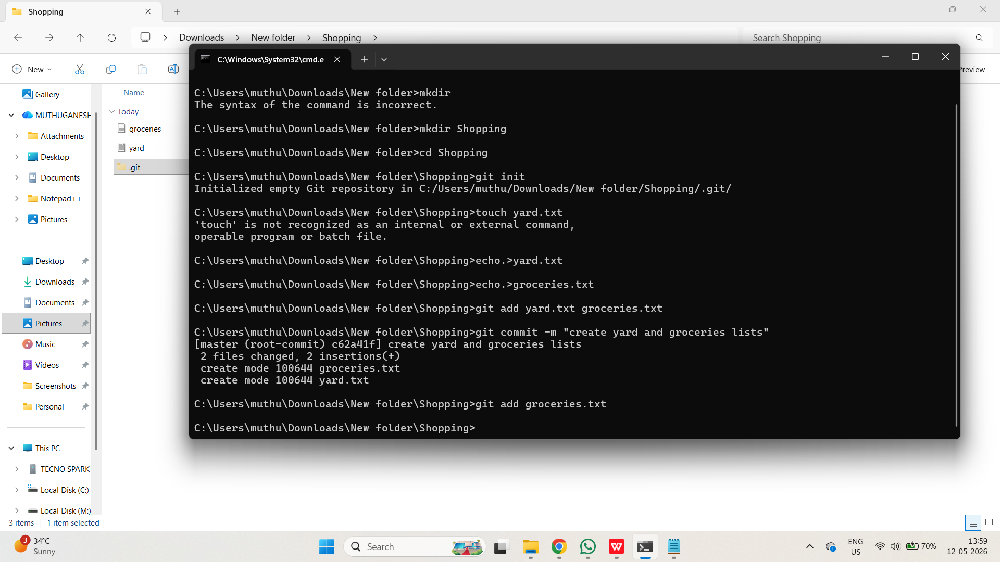 Shopping
Downloads
New folder
Shopping
Search Shopping
New
Preview
Gallery
MUTHUGANESH
Attachments
Desktop
Documents
Notepad++
Pictures
Desktop
Downloads
Documents
Pictures
Music
Videos
Screenshots
Personal
This PC
TECNO SPARK
Local Disk (C:)
Local Disk (M:)
3 items
1 item selected
Name
Today
groceries
yard
.git
C:\Windows\System32\cmd.e
C:\Users\muthu\Downloads\New folder>mkdir
The syntax of the command is incorrect.
C:\Users\muthu\Downloads\New folder>mkdir Shopping
C:\Users\muthu\Downloads\New folder>cd Shopping
C:\Users\muthu\Downloads\New folder\Shopping>git init
Initialized empty Git repository in C:/Users/muthu/Downloads/New folder/Shopping/.git/
C:\Users\muthu\Downloads\New folder\Shopping>touch yard.txt
'touch' is not recognized as an internal or external command,
operable program or batch file.
C:\Users\muthu\Downloads\New folder\Shopping>echo.>yard.txt
C:\Users\muthu\Downloads\New folder\Shopping>echo.>groceries.txt
C:\Users\muthu\Downloads\New folder\Shopping>git add yard.txt groceries.txt
C:\Users\muthu\Downloads\New folder\Shopping>git commit -m "create yard and groceries lists"
[master (root-commit) c62a41f] create yard and groceries lists
2 files changed, 2 insertions(+)
create mode 100644 groceries.txt
create mode 100644 yard.txt
C:\Users\muthu\Downloads\New folder\Shopping>git add groceries.txt
C:\Users\muthu\Downloads\New folder\Shopping>
3
34°C
Sunny
Search
ENG
US
70%
13:59
12-05-2026